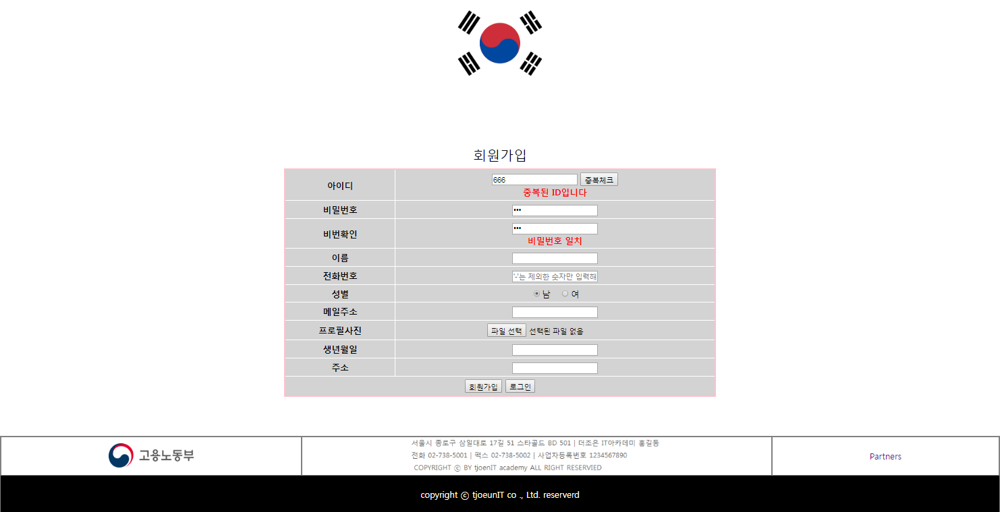 회원가입
아이디 666 중복체크
중복된 ID입니다
비밀번호 •••
비번확인 •••
비밀번호 일치
이름
전화번호 '-'는 제외한 숫자만 입력해
성별 남 여
메일주소
프로필사진 파일 선택 선택된 파일 없음
생년월일
주소
회원가입 로그인
고용노동부
서울시 종로구 삼일대로 17길 51 스타골드 BD 501 | 더조은 IT아카데미 홍길동
전화 02-738-5001 | 팩스 02-738-5002 | 사업자등록번호 1234567890
COPYRIGHT ⓒ BY tjoenIT academy ALL RIGHT RESERVIED
Partners
copyright ⓒ tjoeunIT co ., Ltd. reserverd